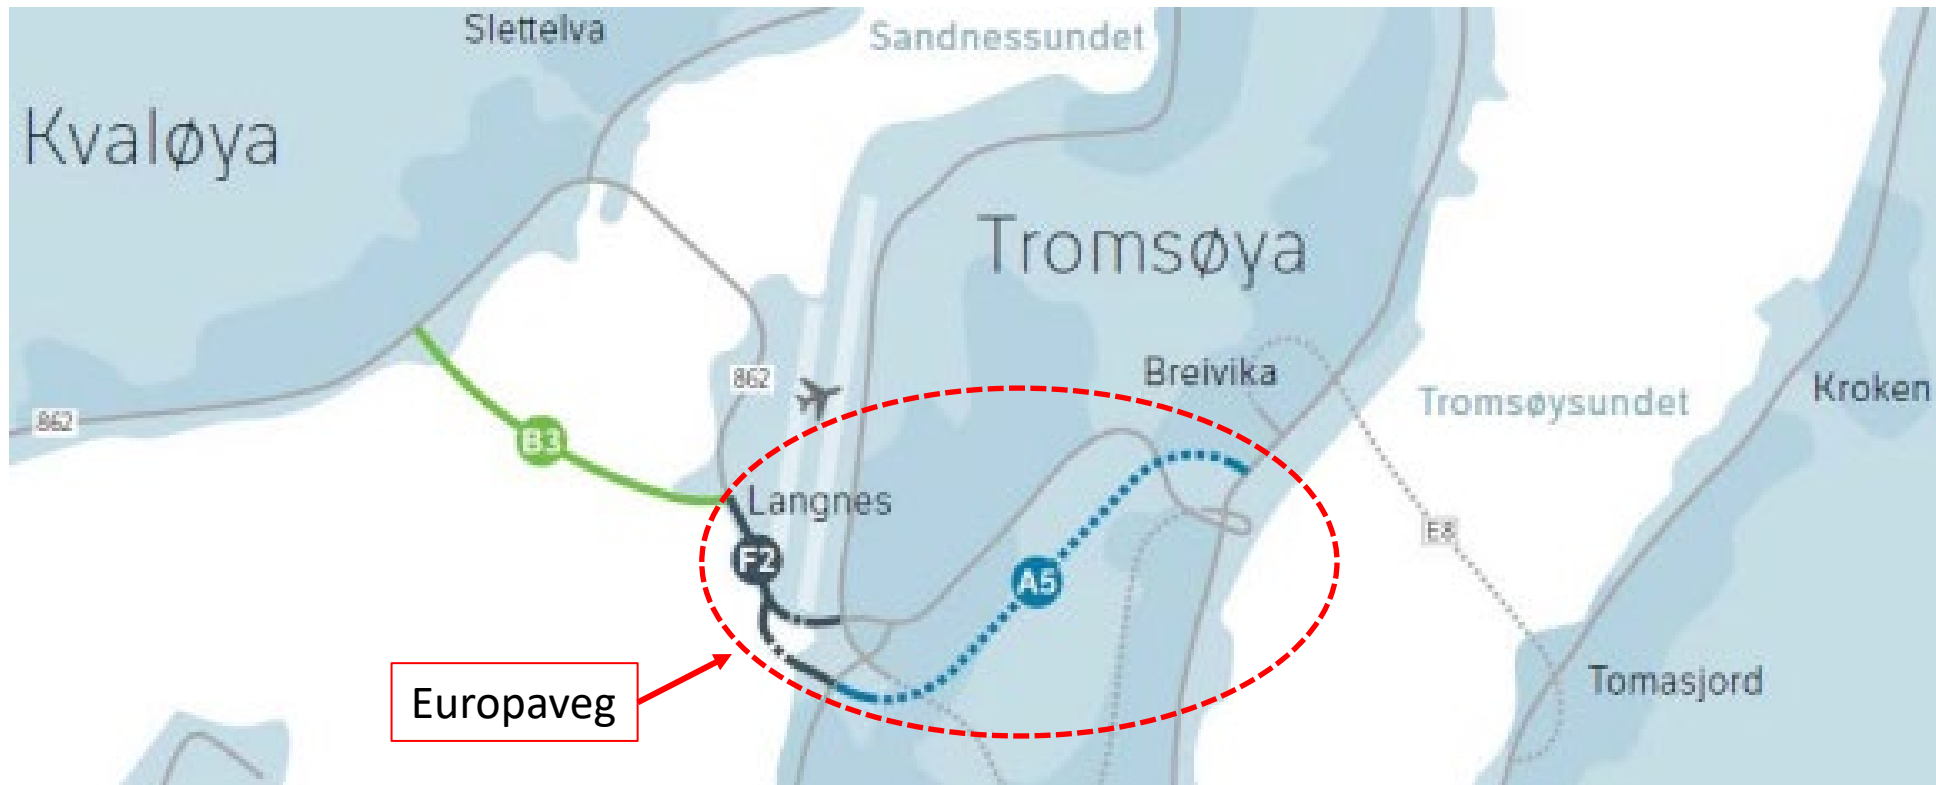 Slettelva
Sandnessundet
Kvaløya
Tromsøya
Breivika
862
Kroken
Tromsøysundet
862
B3
Langnes
E8
F2
A5
Europaveg
Tomasjord